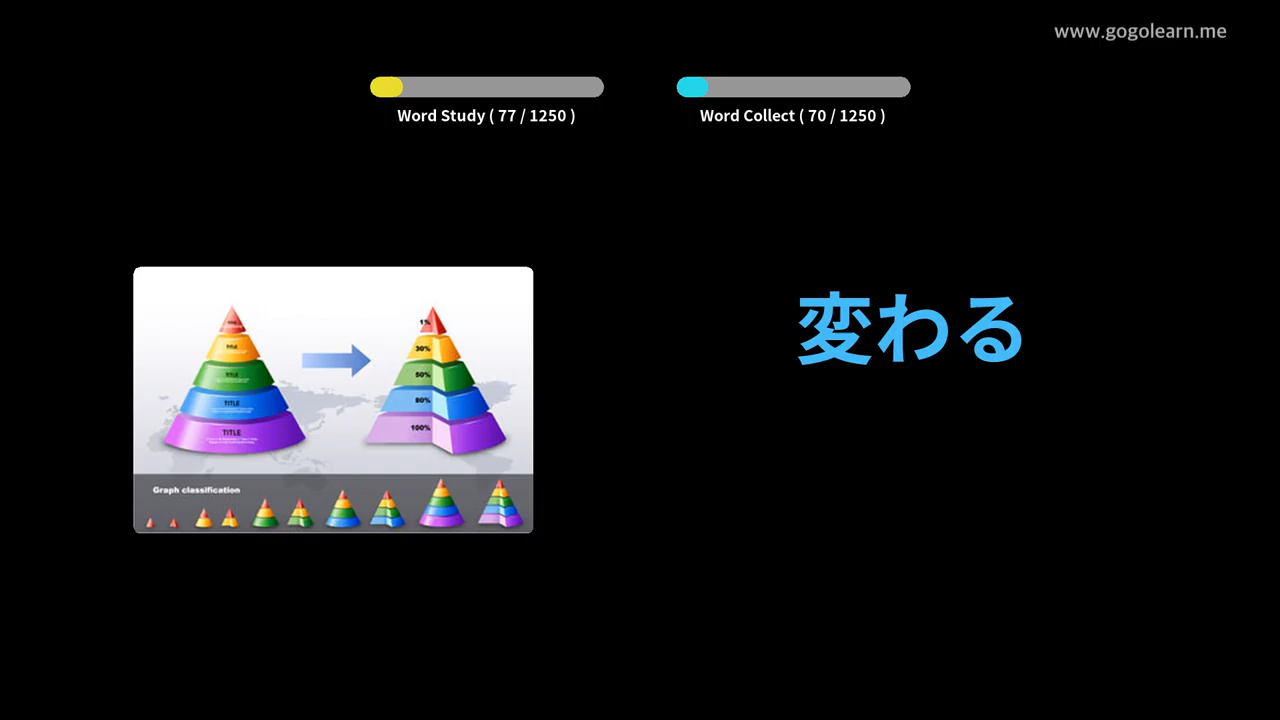 www.gogolearn.me
Word Study ( 77 / 1250 )
Word Collect ( 70 / 1250 )
変わる
TITLE
TITLE
TITLE
TITLE
1%
30%
50%
80%
100%
Graph classification